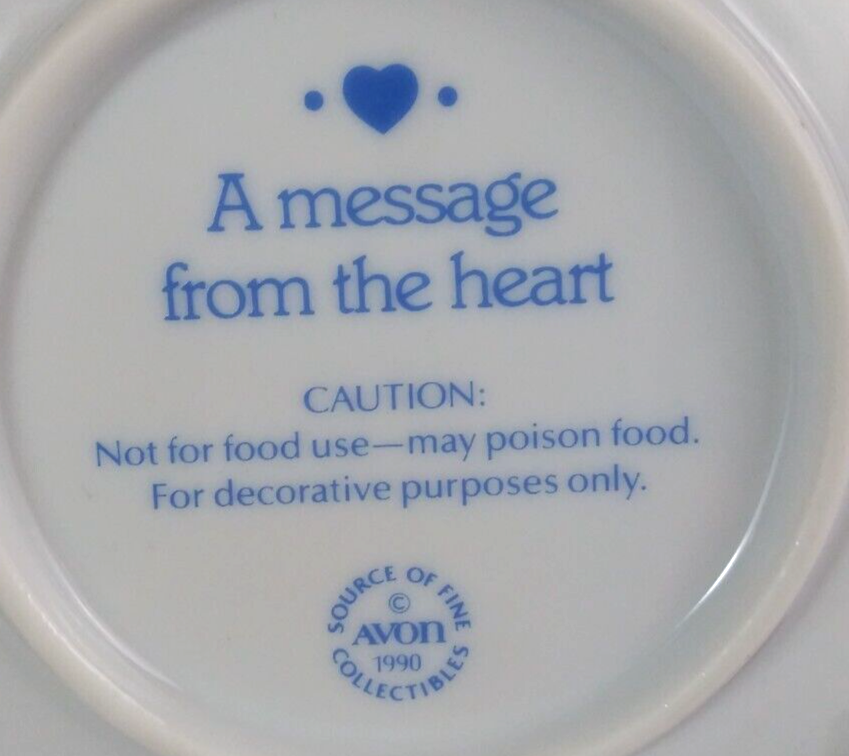 A message
from the heart
CAUTION:
Not for food use—may poison food.
For decorative purposes only.
SOURCE OF FINE
©
AVON
1990
COLLECTIBLES